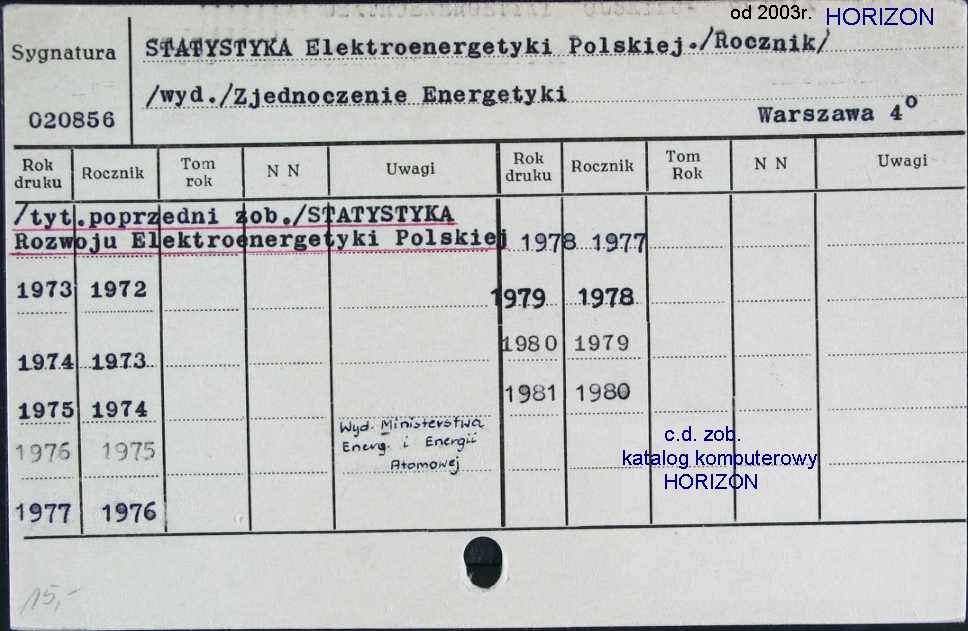 od 2003r. HORIZON
Sygnatura
020856
STATYSTYKA Elektroenergetyki Polskiej./Rocznik/
/wyd./Zjednoczenie Energetyki
Warszawa 4º
Rok druku Rocznik Tom rok N N Uwagi Rok druku Rocznik Tom Rok N N Uwagi
/tyt.poprzedni zob./STATYSTYKA
Rozwoju Elektroenergetyki Polskiej
1973 1972
1974 1973
1975 1974
1976 1975
1977 1976
Wyd. Ministerstwa
Energ. i Energii
Atomowej
1978 1977
1979 1978
1980 1979
1981 1980
c.d. zob.
katalog komputerowy
HORIZON
15,-